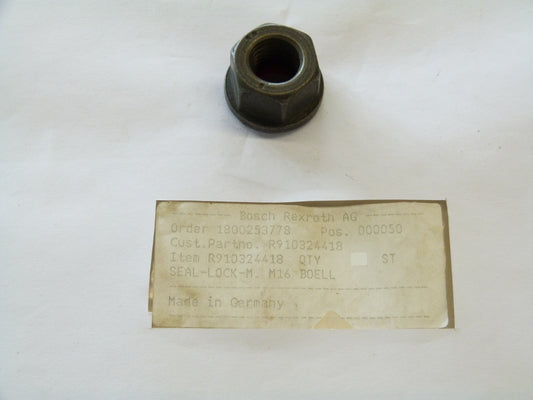 Bosch Rexroth AG
Order 1800253778 Pos. 000050
Cust.Partno. R910324418
Item R910324418 QTY ST
SEAL-LOCK-M. M16 BOELL
Made in Germany